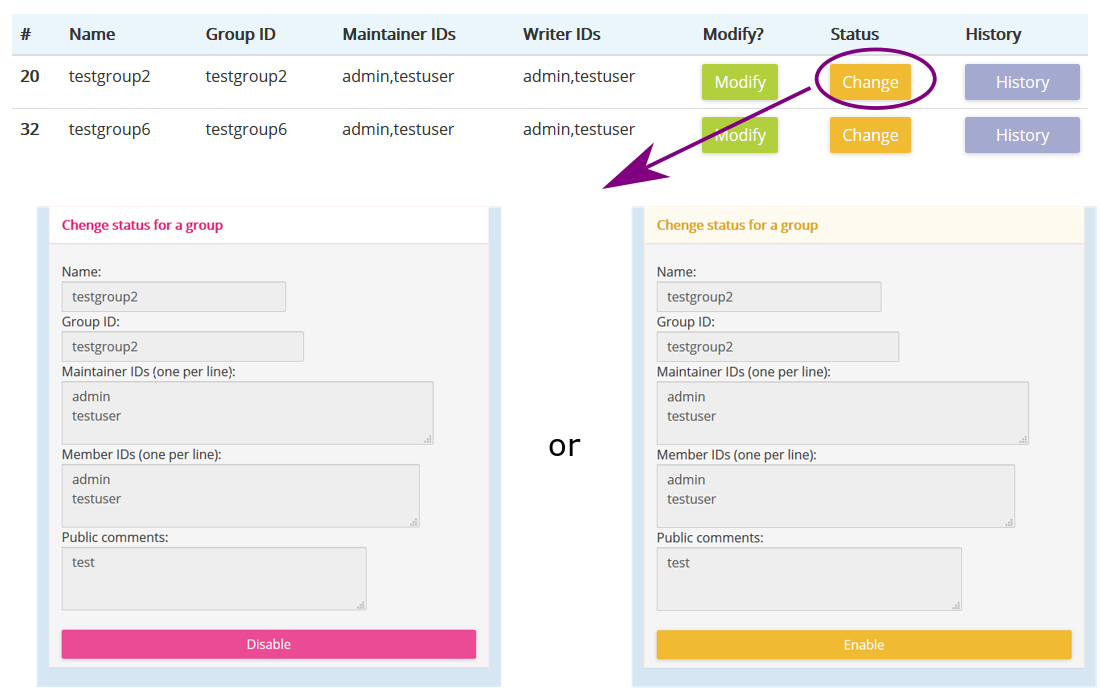 # Name Group ID Maintainer IDs Writer IDs Modify? Status History
20 testgroup2 testgroup2 admin,testuser admin,testuser Modify Change History
32 testgroup6 testgroup6 admin,testuser admin,testuser Modify Change History
Chenge status for a group
Name:
testgroup2
Group ID:
testgroup2
Maintainer IDs (one per line):
admin
testuser
Member IDs (one per line):
admin
testuser
Public comments:
test
Disable
or
Chenge status for a group
Name:
testgroup2
Group ID:
testgroup2
Maintainer IDs (one per line):
admin
testuser
Member IDs (one per line):
admin
testuser
Public comments:
test
Enable